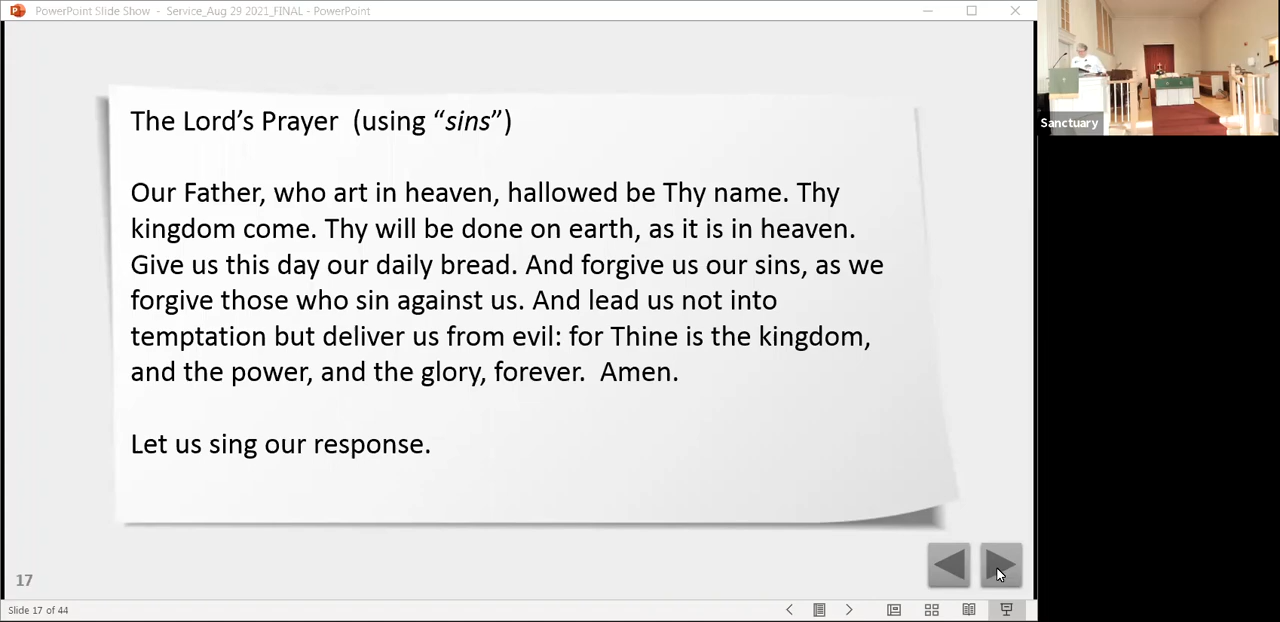 PowerPoint Slide Show - Service_Aug 29 2021_FINAL - PowerPoint
Sanctuary
The Lord’s Prayer (using “sins”)
Our Father, who art in heaven, hallowed be Thy name. Thy
kingdom come. Thy will be done on earth, as it is in heaven.
Give us this day our daily bread. And forgive us our sins, as we
forgive those who sin against us. And lead us not into
temptation but deliver us from evil: for Thine is the kingdom,
and the power, and the glory, forever. Amen.
Let us sing our response.
17
Slide 17 of 44